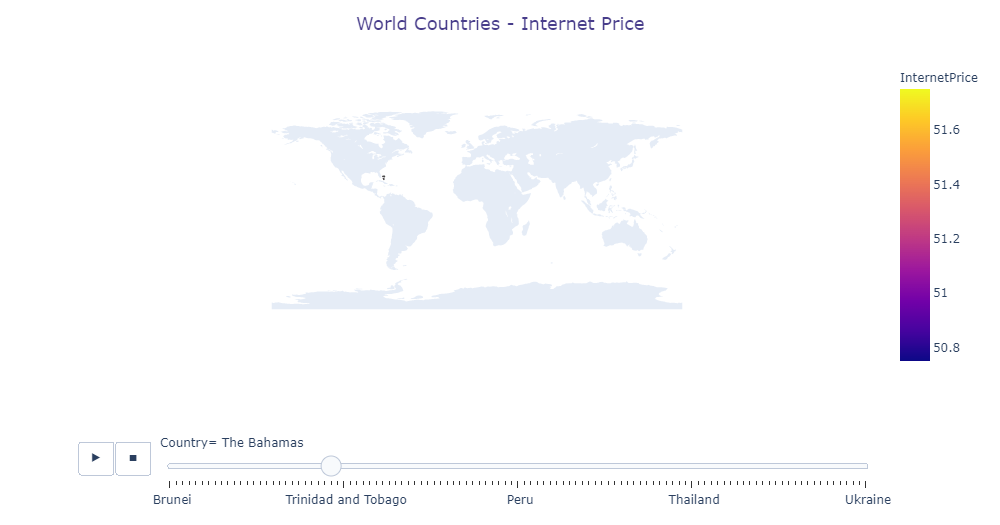 World Countries - Internet Price
InternetPrice
51.6
51.4
51.2
51
50.8
Country= The Bahamas
Brunei
Trinidad and Tobago
Peru
Thailand
Ukraine